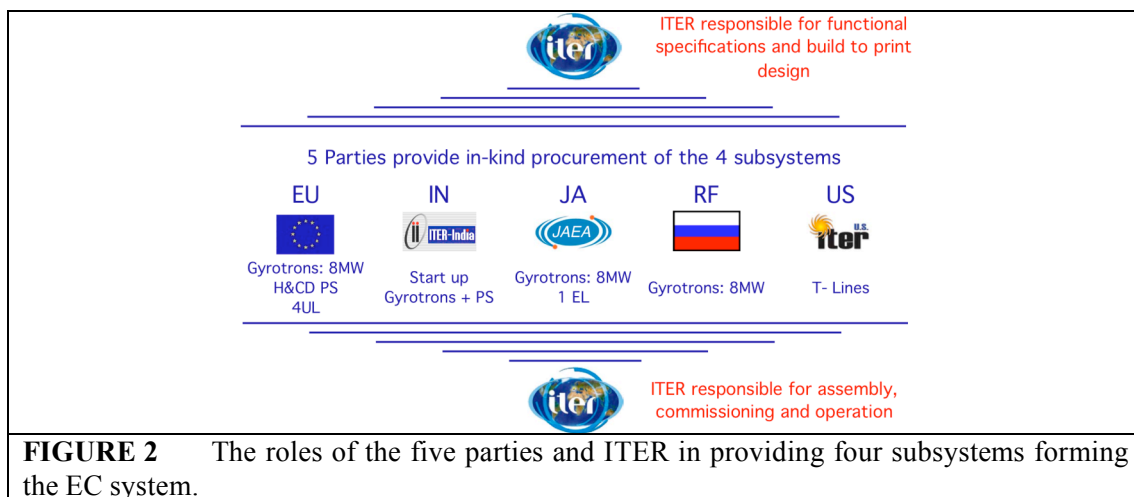 iter
ITER responsible for functional
specifications and build to print
design
5 Parties provide in-kind procurement of the 4 subsystems
EU
IN
JA
RF
US
ITER-India
JAEA
U.S.
iter
Gyrotrons: 8MW
H&CD PS
4UL
Start up
Gyrotrons + PS
Gyrotrons: 8MW
1 EL
Gyrotrons: 8MW
T- Lines
iter
ITER responsible for assembly,
commissioning and operation
FIGURE 2 The roles of the five parties and ITER in providing four subsystems forming
the EC system.